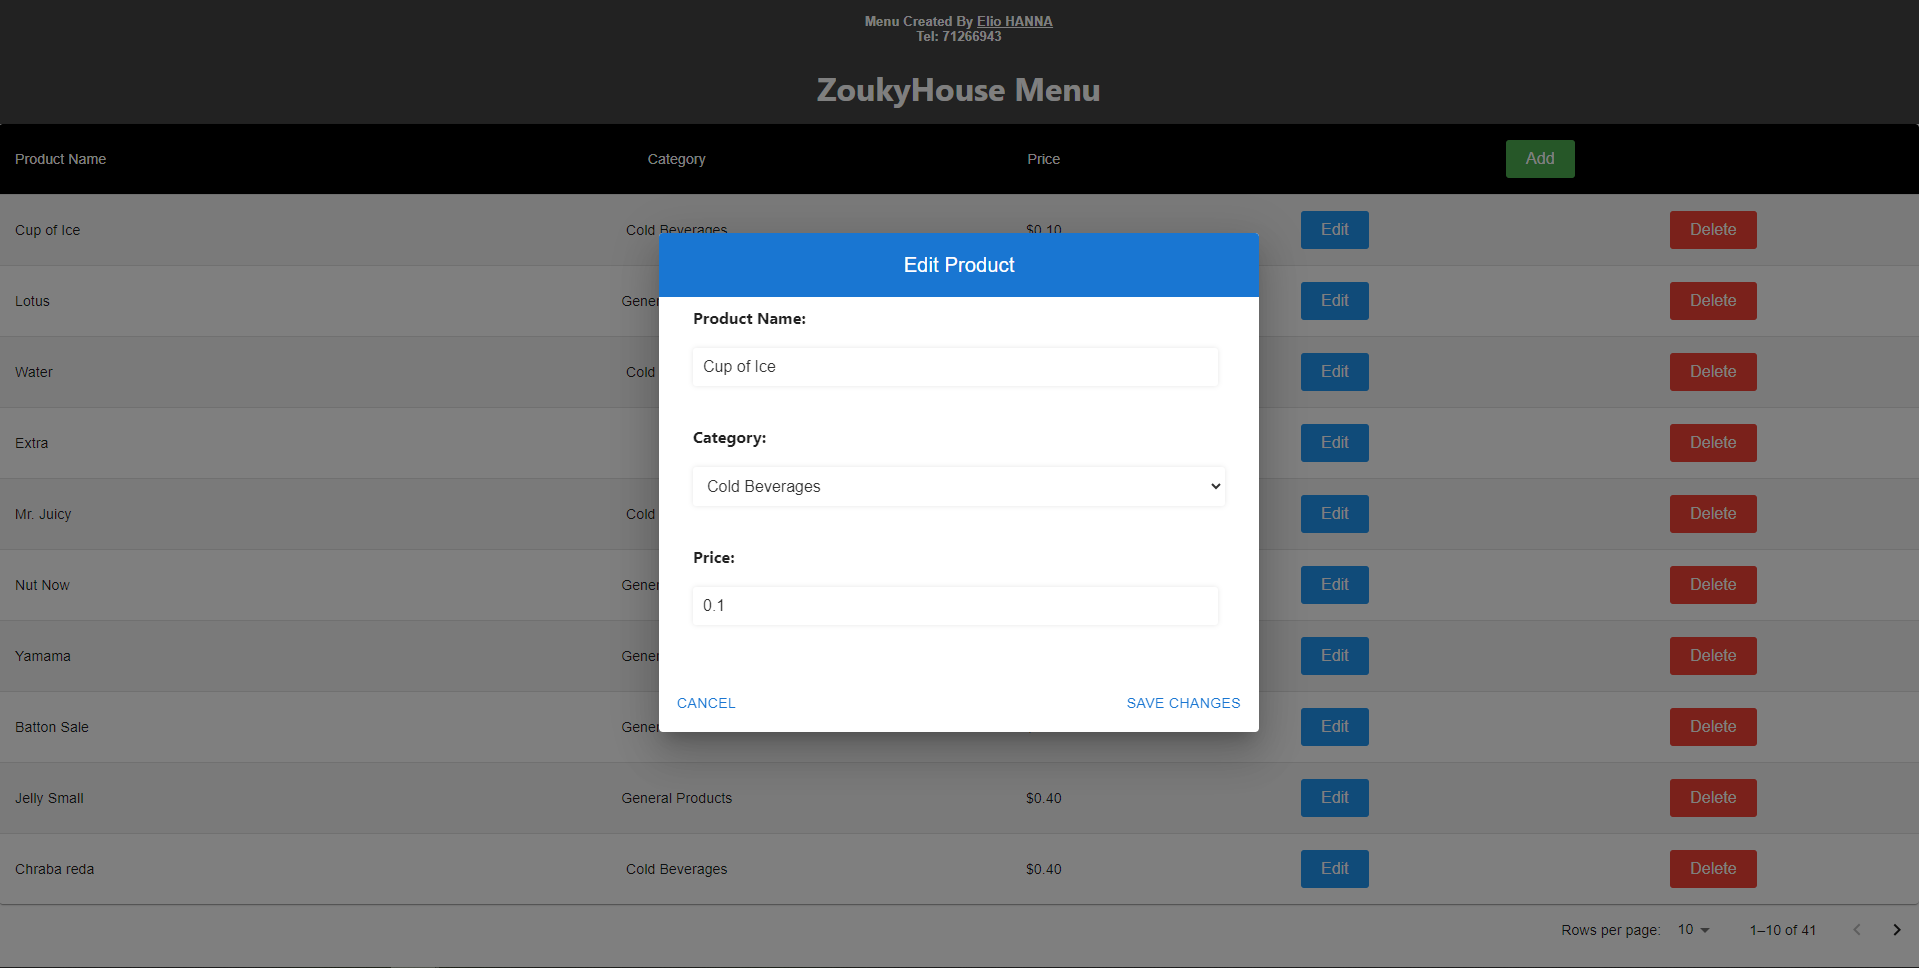 Menu Created By Elio HANNA
Tel: 71266943
ZoukyHouse Menu
Product Name Category Price Add
Cup of Ice Cold Beverages $0.10 Edit Delete
Lotus Gener Edit Delete
Water Cold Edit Delete
Extra Edit Delete
Mr. Juicy Cold Edit Delete
Nut Now Gener Edit Delete
Yamama Gener Edit Delete
Batton Sale Gener Edit Delete
Jelly Small General Products $0.40 Edit Delete
Chraba reda Cold Beverages $0.40 Edit Delete
Rows per page: 10 1–10 of 41
Edit Product
Product Name:
Cup of Ice
Category:
Cold Beverages
Price:
0.1
CANCEL SAVE CHANGES